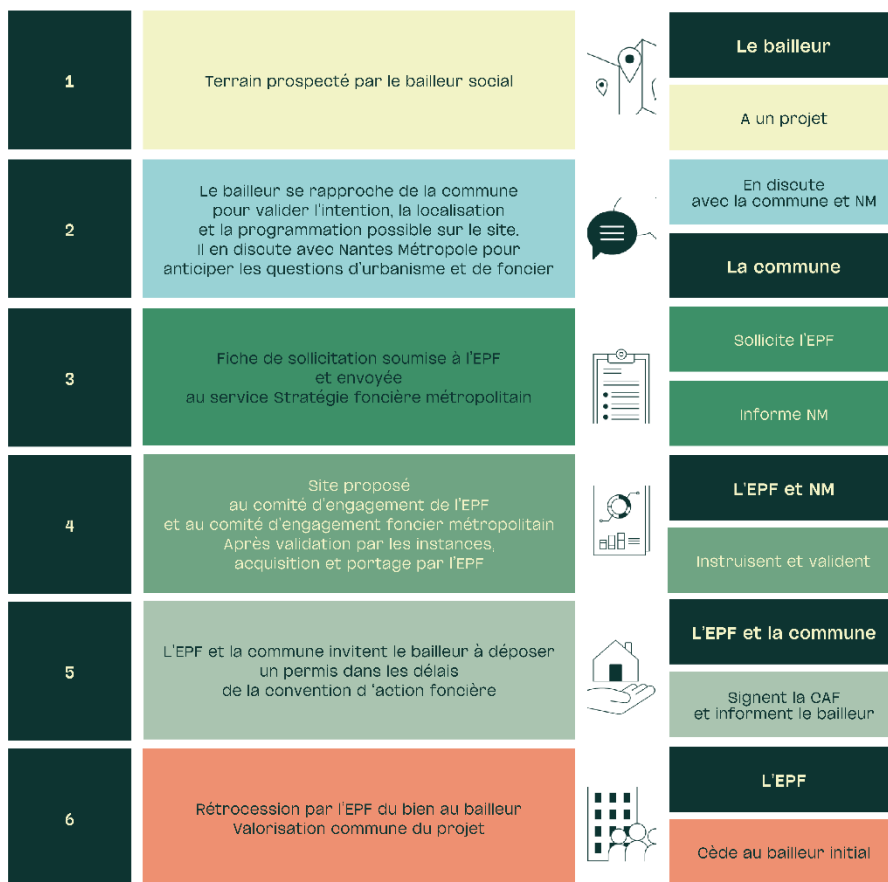 1
Terrain prospecté par le bailleur social
Le bailleur
A un projet
2
Le bailleur se rapproche de la commune
pour valider l'intention, la localisation
et la programmation possible sur le site.
Il en discute avec Nantes Métropole pour
anticiper les questions d'urbanisme et de foncier
En discute
avec la commune et NM
La commune
3
Fiche de sollicitation soumise à l'EPF
et envoyée
au service Stratégie foncière métropolitain
Sollicite l'EPF
Informe NM
4
Site proposé
au comité d'engagement de l'EPF
et au comité d'engagement foncier métropolitain
Après validation par les instances,
acquisition et portage par l'EPF
L'EPF et NM
Instruisent et valident
5
L'EPF et la commune invitent le bailleur à déposer
un permis dans les délais
de la convention d 'action foncière
L'EPF et la commune
Signent la CAF
et informent le bailleur
6
Rétrocession par l'EPF du bien au bailleur
Valorisation commune du projet
L'EPF
Cède au bailleur initial